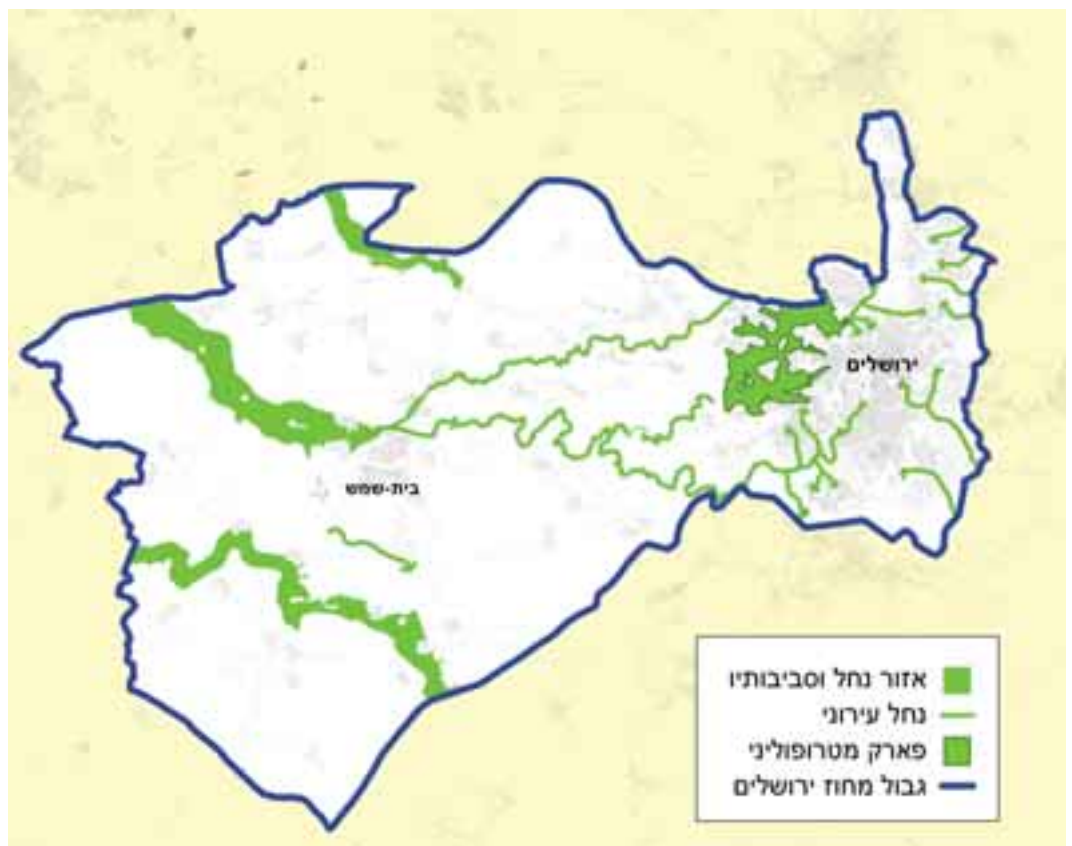 ירושלים
בית-שמש
אזור נחל וסביבותיו
נחל עירוני
פארק מטרופוליני
גבול מחוז ירושלים